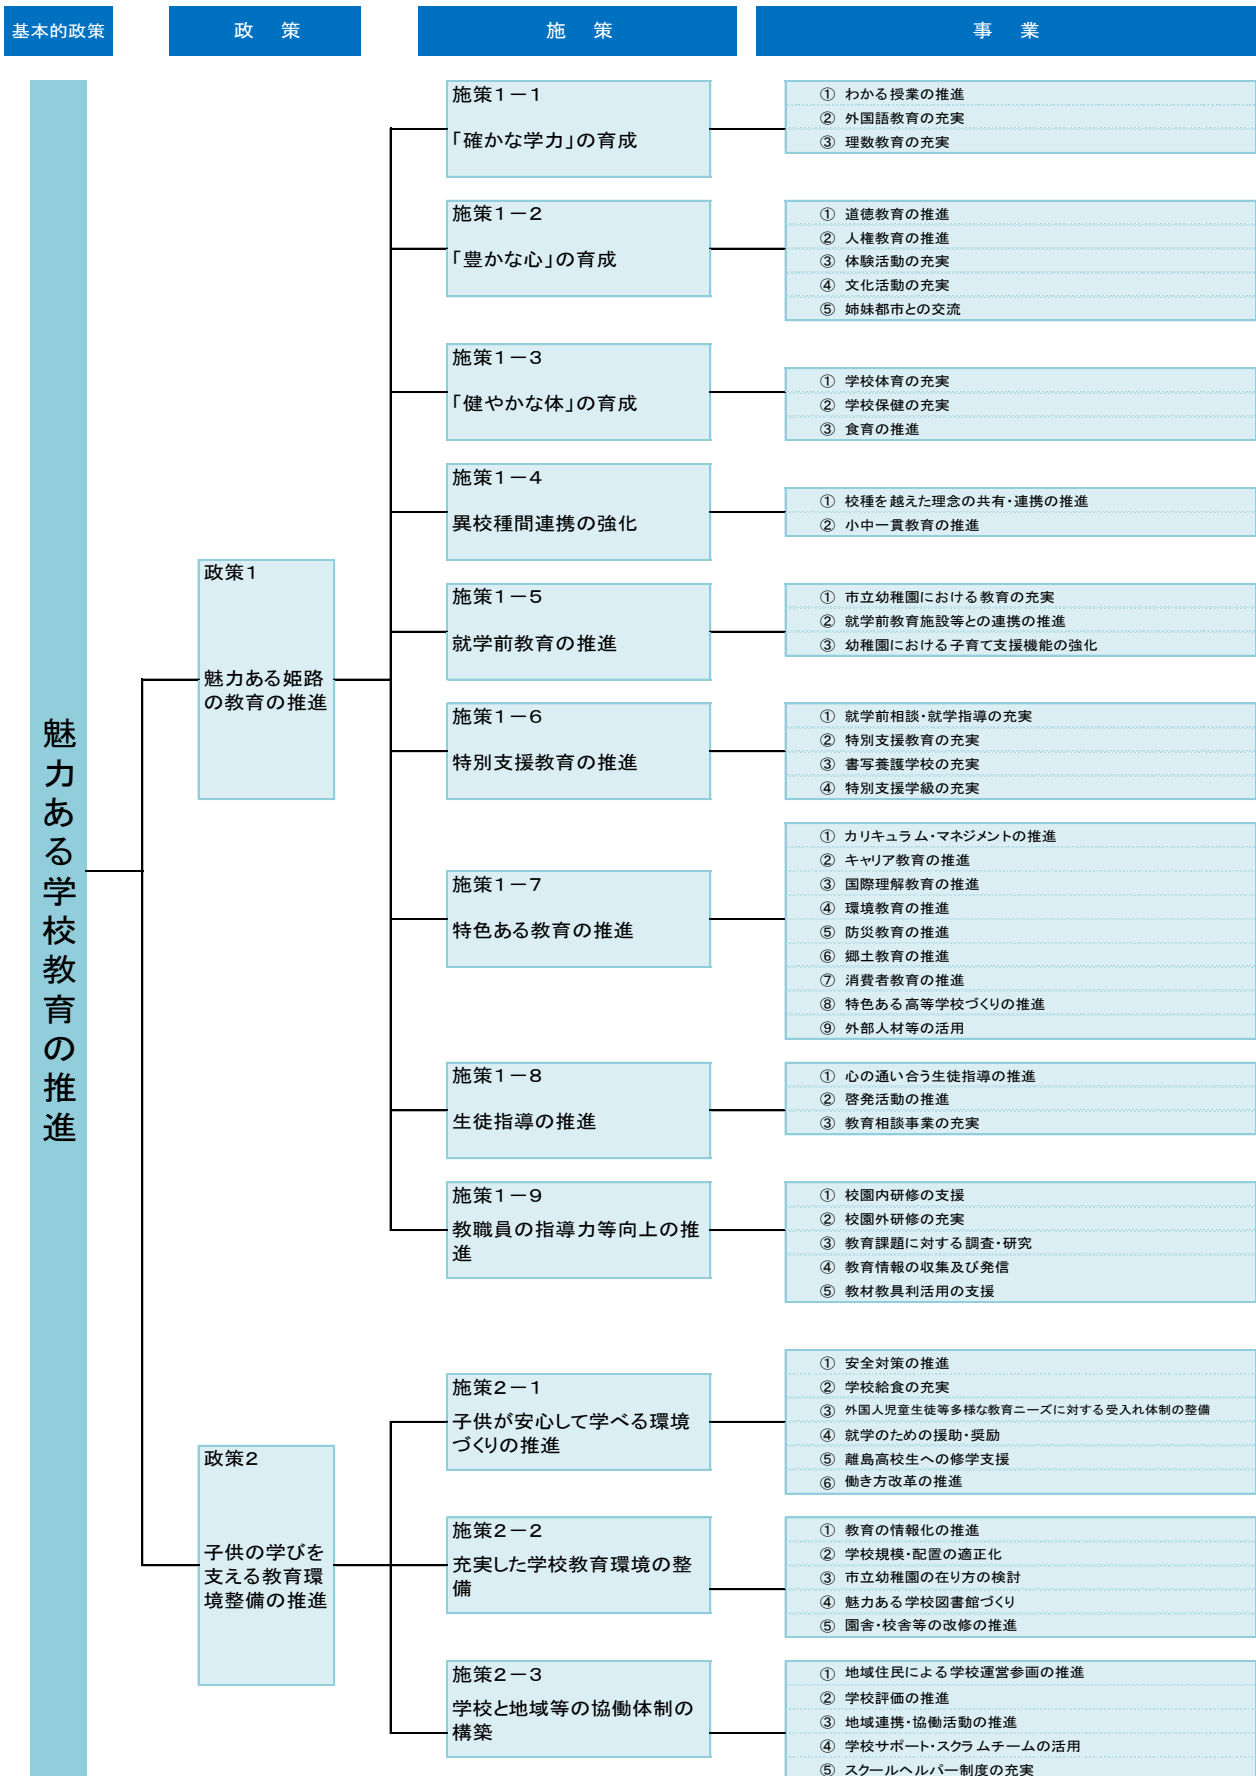 基本的政策
政　策
施　策
事　業
魅力ある学校教育の推進
政策1
魅力ある姫路
の教育の推進
施策1－1
「確かな学力」の育成
① わかる授業の推進
② 外国語教育の充実
③ 理数教育の充実
施策1－2
「豊かな心」の育成
① 道徳教育の推進
② 人権教育の推進
③ 体験活動の充実
④ 文化活動の充実
⑤ 姉妹都市との交流
施策1－3
「健やかな体」の育成
① 学校体育の充実
② 学校保健の充実
③ 食育の推進
施策1－4
異校種間連携の強化
① 校種を越えた理念の共有・連携の推進
② 小中一貫教育の推進
施策1－5
就学前教育の推進
① 市立幼稚園における教育の充実
② 就学前教育施設等との連携の推進
③ 幼稚園における子育て支援機能の強化
施策1－6
特別支援教育の推進
① 就学前相談・就学指導の充実
② 特別支援教育の充実
③ 書写養護学校の充実
④ 特別支援学級の充実
施策1－7
特色ある教育の推進
① カリキュラム・マネジメントの推進
② キャリア教育の推進
③ 国際理解教育の推進
④ 環境教育の推進
⑤ 防災教育の推進
⑥ 郷土教育の推進
⑦ 消費者教育の推進
⑧ 特色ある高等学校づくりの推進
⑨ 外部人材等の活用
施策1－8
生徒指導の推進
① 心の通い合う生徒指導の推進
② 啓発活動の推進
③ 教育相談事業の充実
施策1－9
教職員の指導力等向上の推
進
① 校園内研修の支援
② 校園外研修の充実
③ 教育課題に対する調査・研究
④ 教育情報の収集及び発信
⑤ 教材教具利活用の支援
政策2
子供の学びを
支える教育環
境整備の推進
施策2－1
子供が安心して学べる環境
づくりの推進
① 安全対策の推進
② 学校給食の充実
③ 外国人児童生徒等多様な教育ニーズに対する受入れ体制の整備
④ 就学のための援助・奨励
⑤ 離島高校生への修学支援
⑥ 働き方改革の推進
施策2－2
充実した学校教育環境の整
備
① 教育の情報化の推進
② 学校規模・配置の適正化
③ 市立幼稚園の在り方の検討
④ 魅力ある学校図書館づくり
⑤ 園舎・校舎等の改修の推進
施策2－3
学校と地域等の協働体制の
構築
① 地域住民による学校運営参画の推進
② 学校評価の推進
③ 地域連携・協働活動の推進
④ 学校サポート・スクラムチームの活用
⑤ スクールヘルパー制度の充実